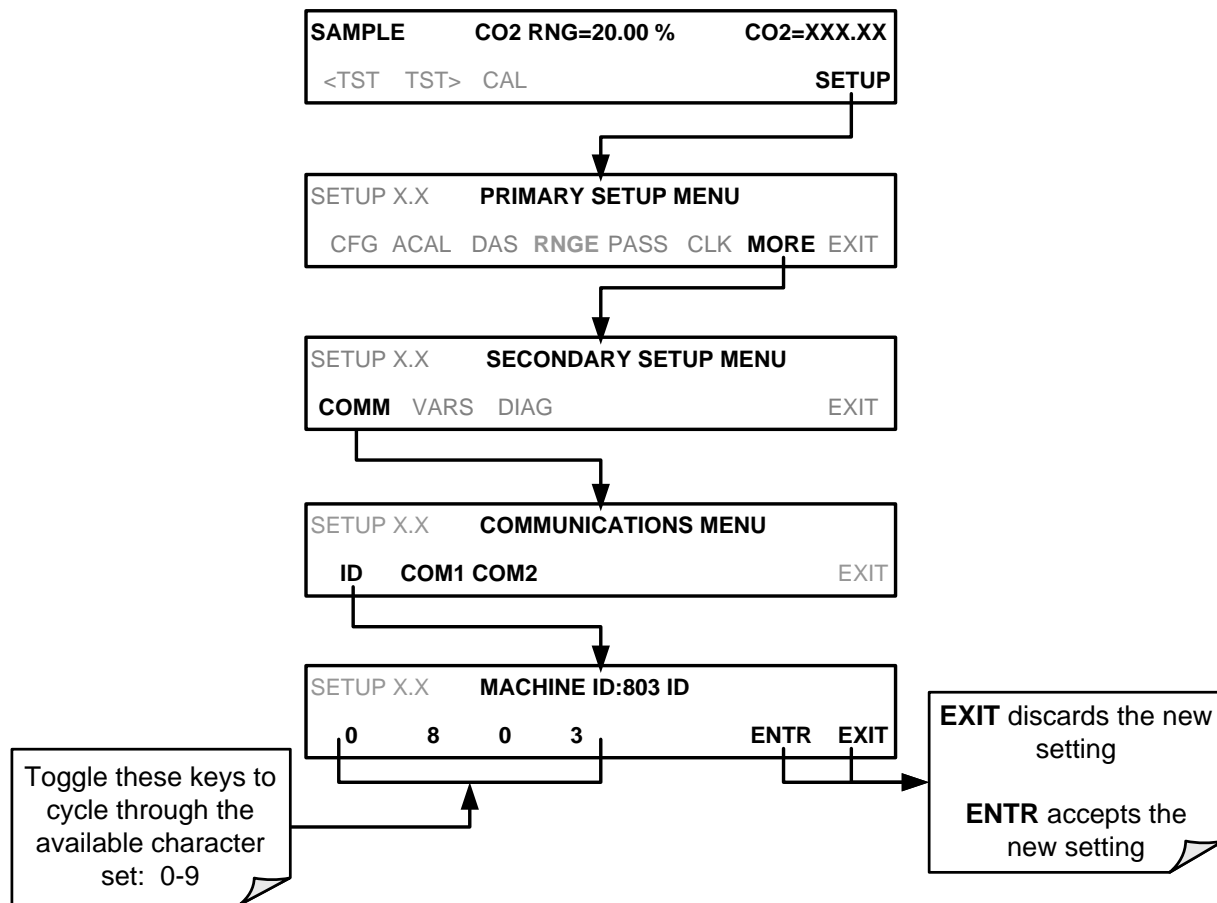 SAMPLE CO2 RNG=20.00 % CO2=XXX.XX
<TST TST> CAL SETUP
SETUP X.X PRIMARY SETUP MENU
CFG ACAL DAS RNGE PASS CLK MORE EXIT
SETUP X.X SECONDARY SETUP MENU
COMM VARS DIAG EXIT
SETUP X.X COMMUNICATIONS MENU
ID COM1 COM2 EXIT
SETUP X.X MACHINE ID:803 ID
0 8 0 3 ENTR EXIT
Toggle these keys to
cycle through the
available character
set: 0-9
EXIT discards the new
setting
ENTR accepts the
new setting